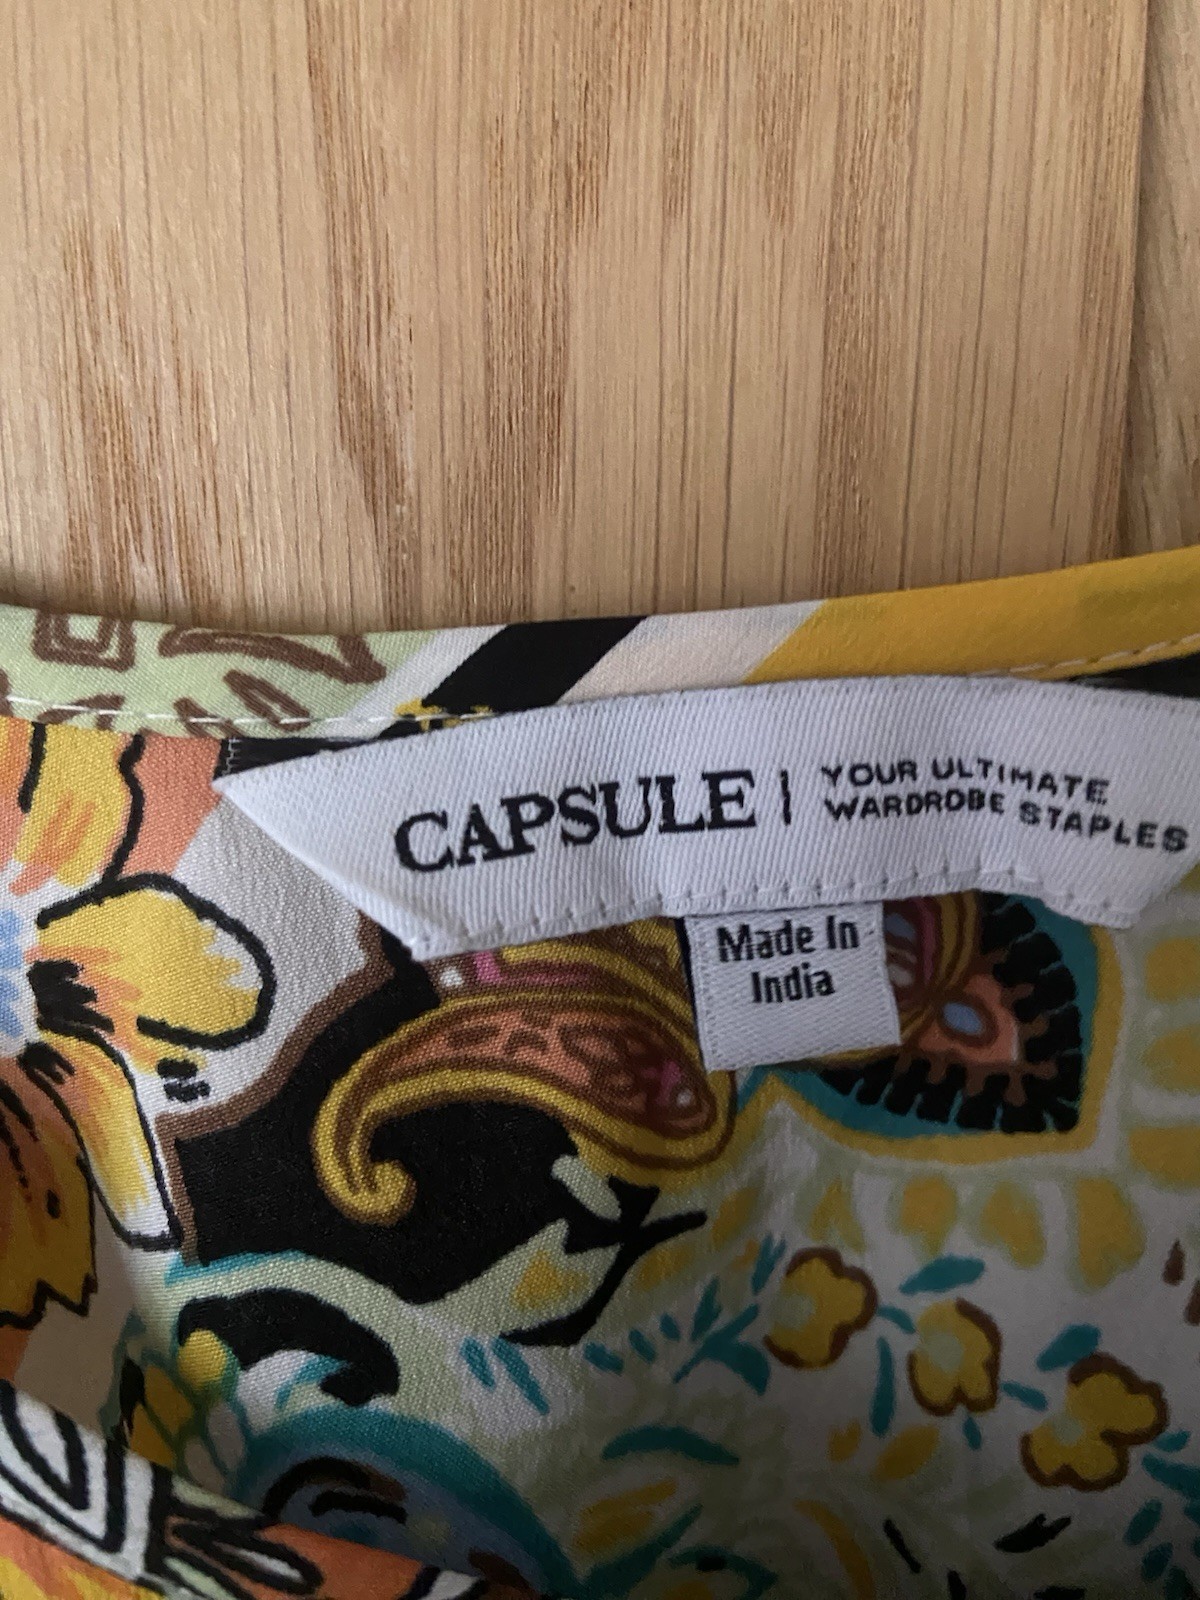 CAPSULE | YOUR ULTIMATE
WARDROBE STAPLES
Made In
India